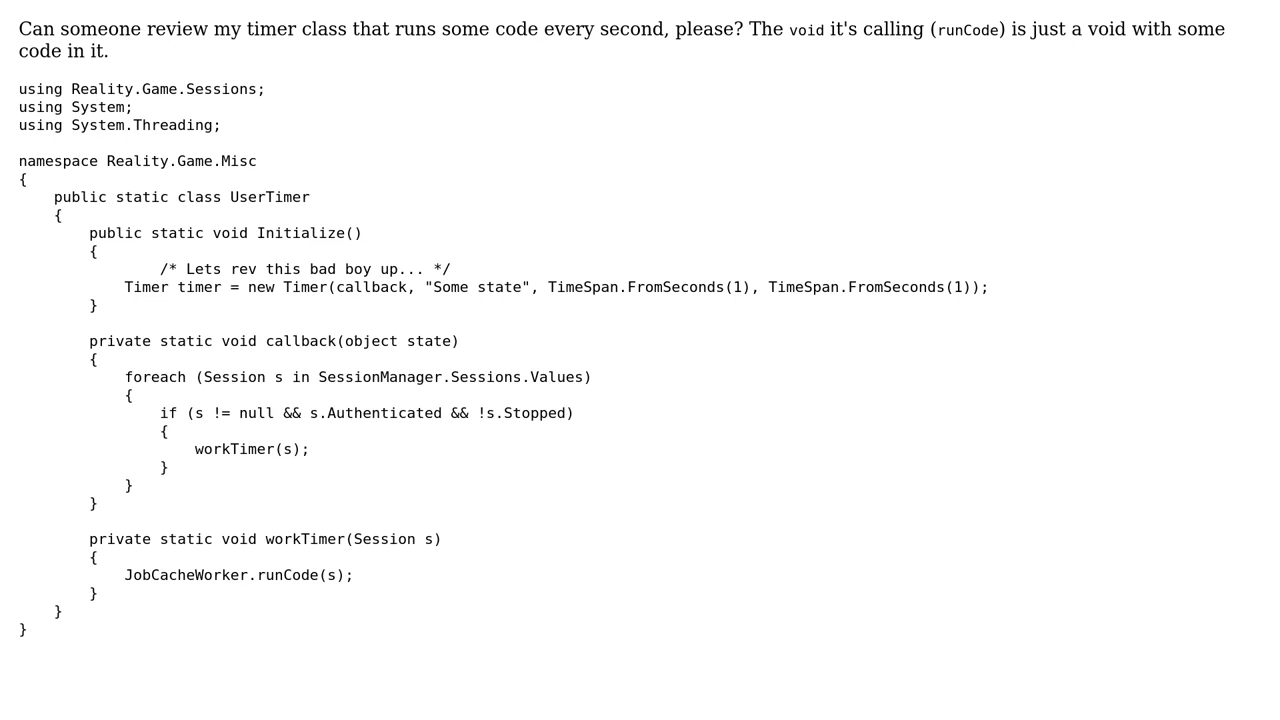 Can someone review my timer class that runs some code every second, please? The void it's calling (runCode) is just a void with some
code in it.
using Reality.Game.Sessions;
using System;
using System.Threading;
namespace Reality.Game.Misc
{
    public static class UserTimer
    {
        public static void Initialize()
        {
                /* Lets rev this bad boy up... */
            Timer timer = new Timer(callback, "Some state", TimeSpan.FromSeconds(1), TimeSpan.FromSeconds(1));
        }
        private static void callback(object state)
        {
            foreach (Session s in SessionManager.Sessions.Values)
            {
                if (s != null && s.Authenticated && !s.Stopped)
                {
                    workTimer(s);
                }
            }
        }
        private static void workTimer(Session s)
        {
            JobCacheWorker.runCode(s);
        }
    }
}